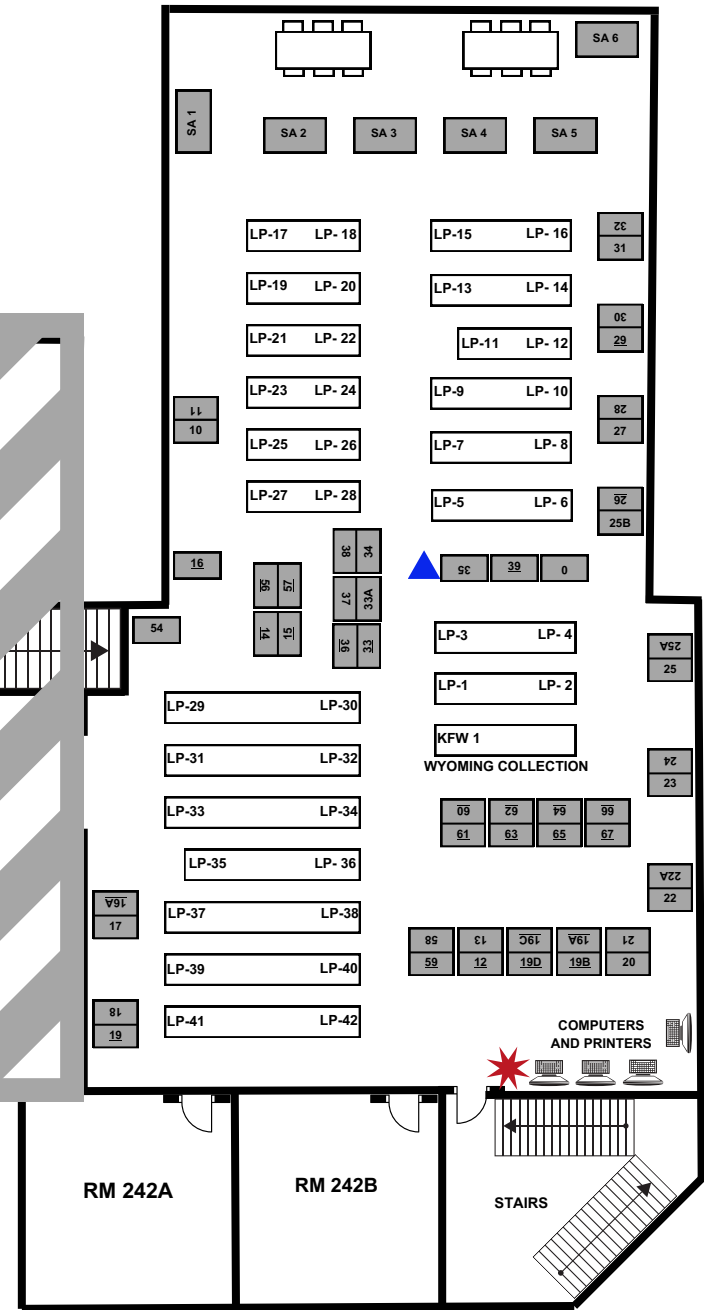 SA 6
SA 1
SA 2 SA 3 SA 4 SA 5
LP-17 LP- 18 LP-15 LP- 16
32
31
LP-19 LP- 20 LP-13 LP- 14
30
29
LP-21 LP- 22 LP-11 LP- 12
LP-23 LP- 24 LP-9 LP- 10
11
10
28
27
LP-25 LP- 26 LP-7 LP- 8
LP-27 LP- 28 LP-5 LP- 6
26
25B
38 34
16
56 57
35 39 0
37 33A
14 15
36 33
54
LP-3 LP- 4
25A
25
LP-1 LP- 2
LP-29 LP-30
KFW 1
WYOMING COLLECTION
LP-31 LP-32
24
23
LP-33 LP-34
60 62 64 66
61 63 65 67
LP-35 LP- 36
22A
22
16A
17
LP-37 LP-38
58 13 19C 19A 21
59 12 19D 19B 20
LP-39 LP-40
18
19
LP-41 LP-42
COMPUTERS
AND PRINTERS
RM 242A RM 242B
STAIRS